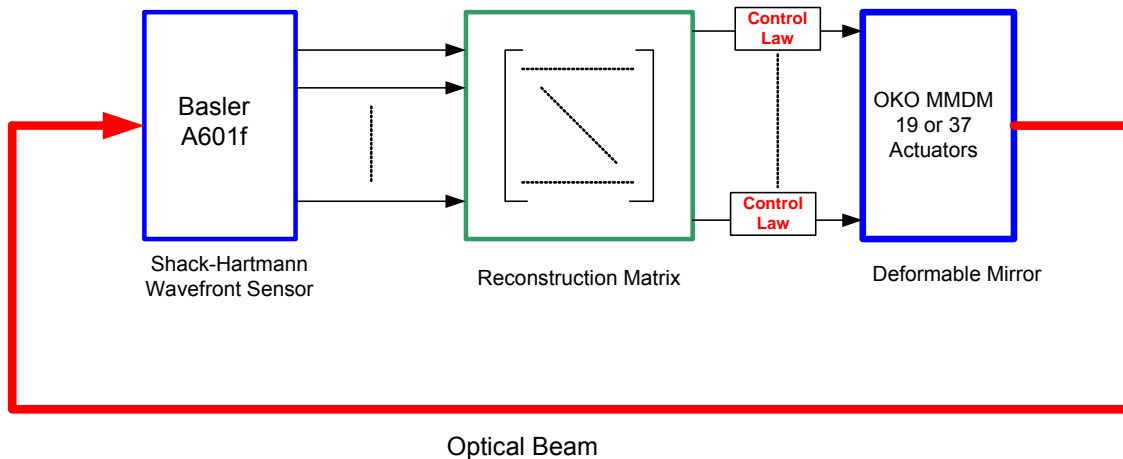 Control
Law
Basler
A601f
OKO MMDM
19 or 37
Actuators
Control
Law
Shack-Hartmann
Wavefront Sensor
Reconstruction Matrix
Deformable Mirror
Optical Beam